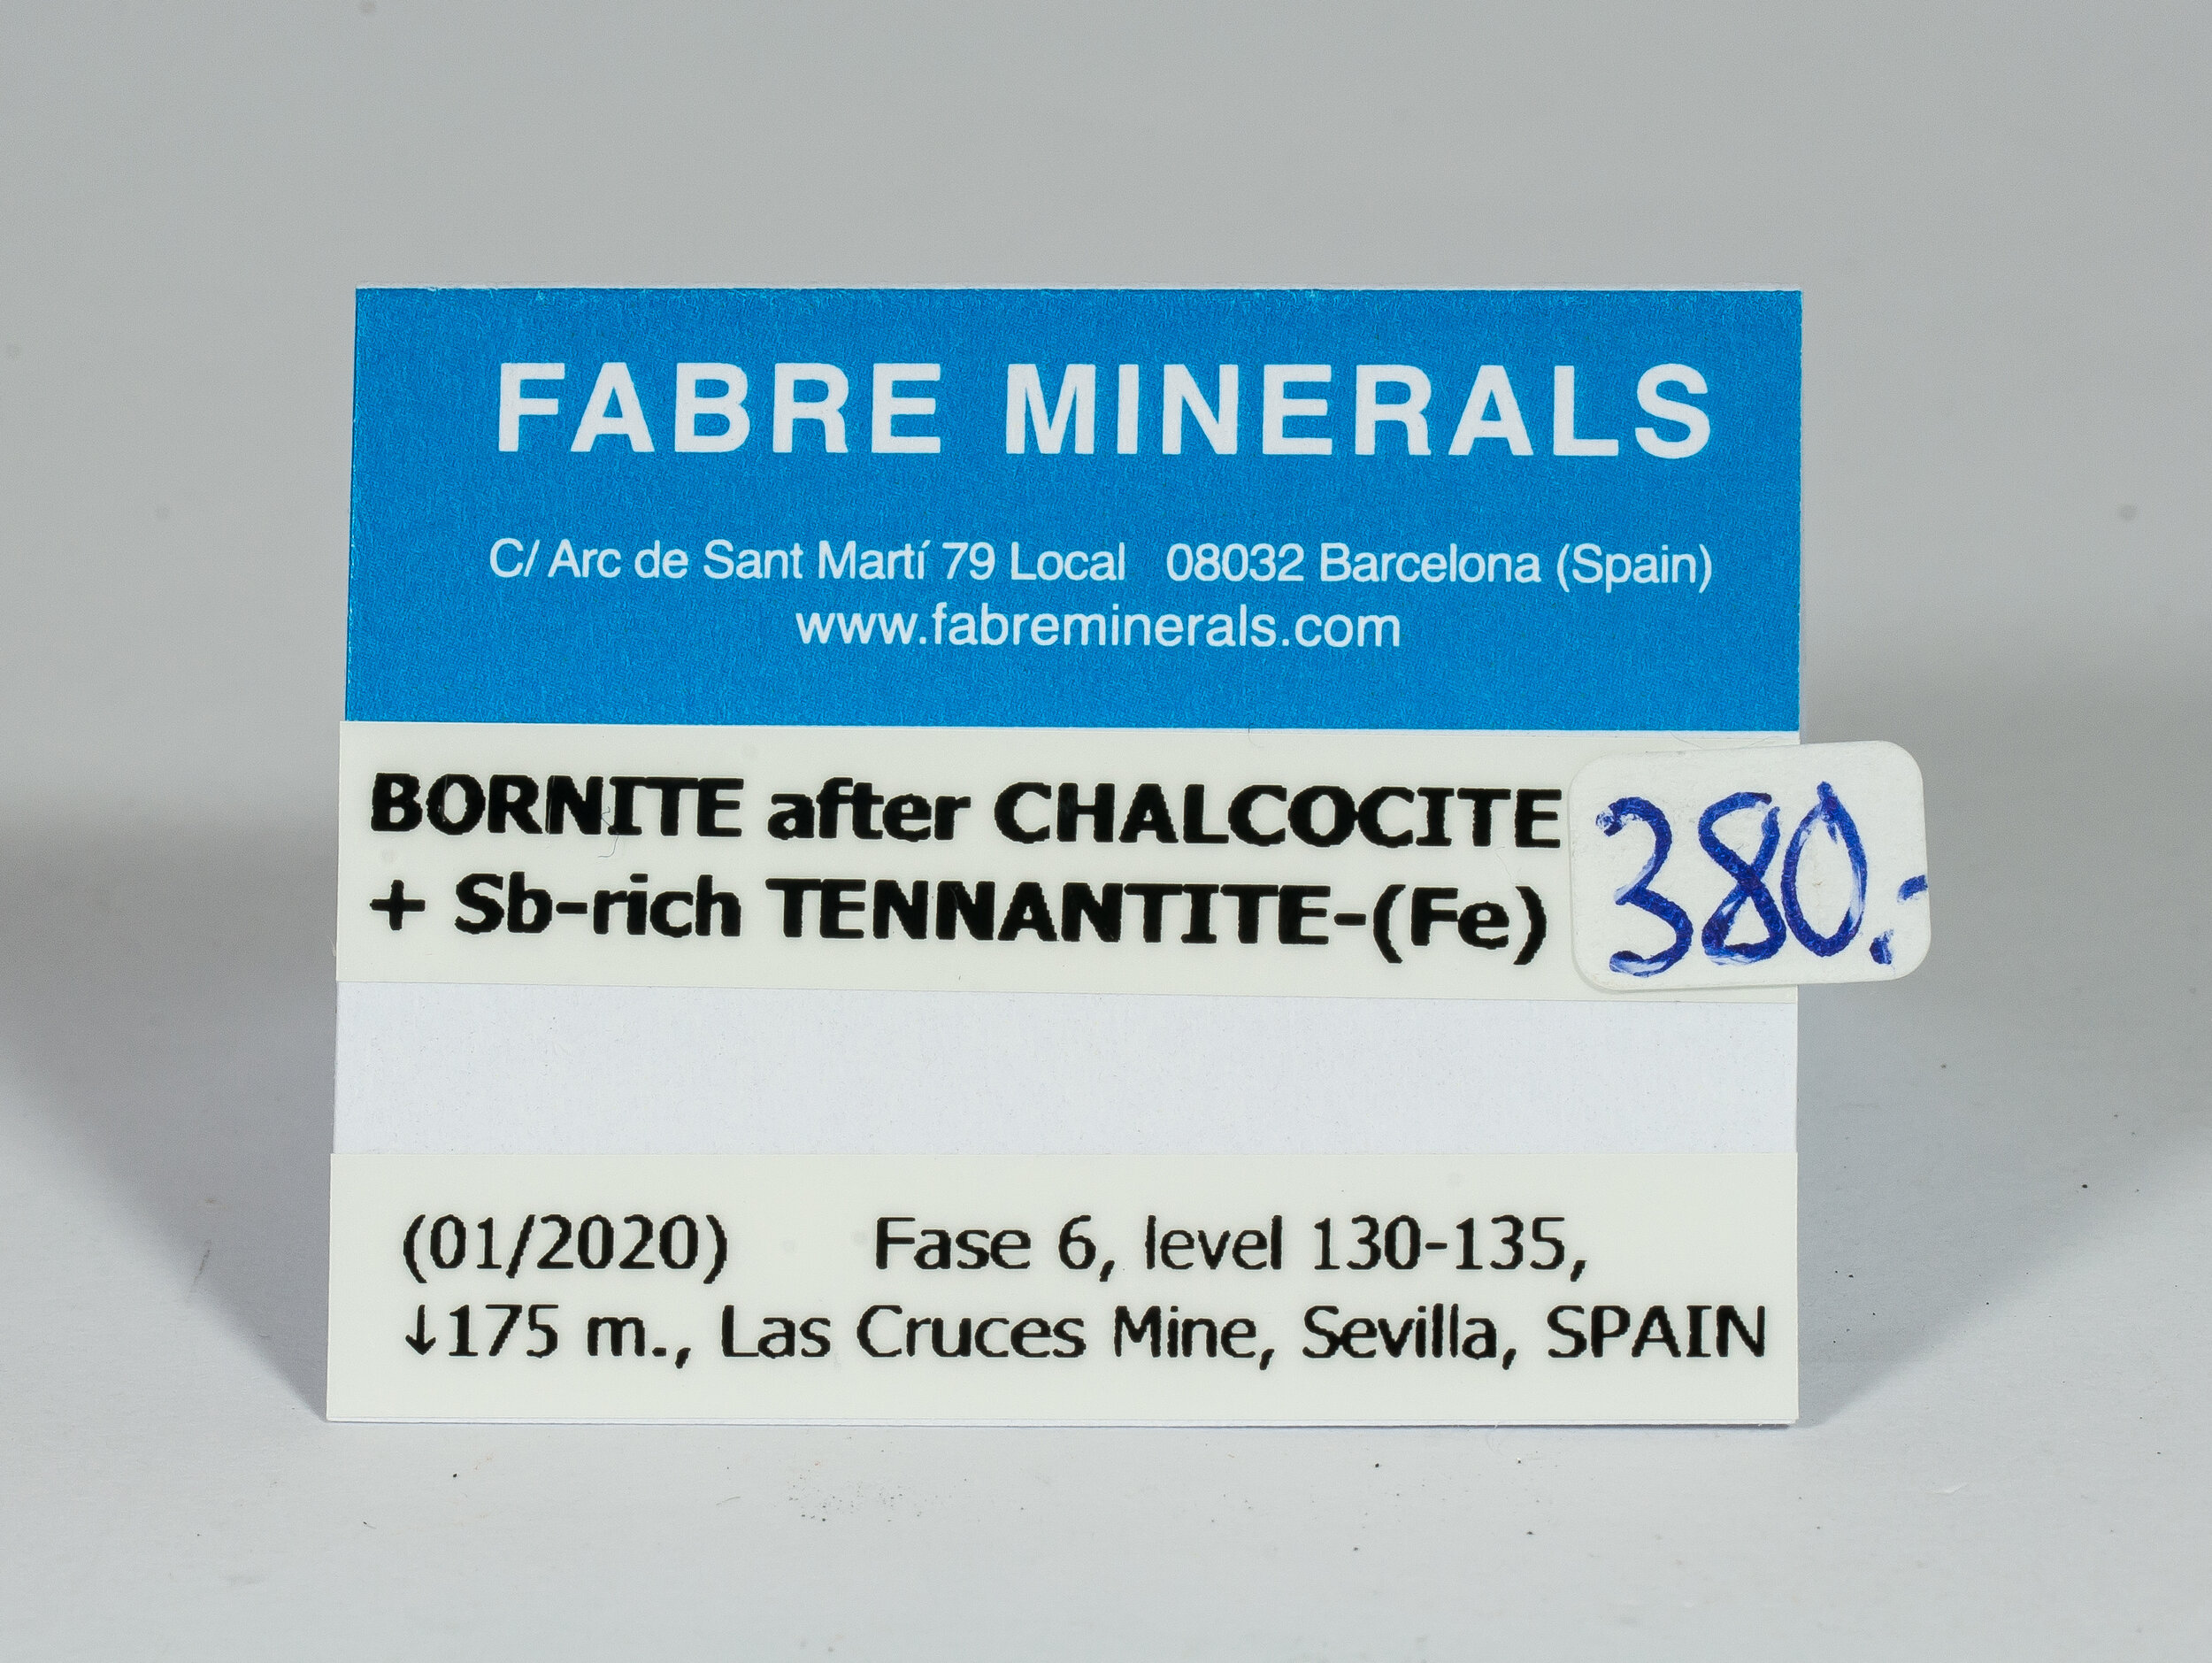 FABRE MINERALS
C/ Arc de Sant Martí 79 Local 08032 Barcelona (Spain)
www.fabreminerals.com
BORNITE after CHALCOCITE
+ Sb-rich TENNANTITE-(Fe)
380.-
(01/2020) Fase 6, level 130-135,
↓175 m., Las Cruces Mine, Sevilla, SPAIN